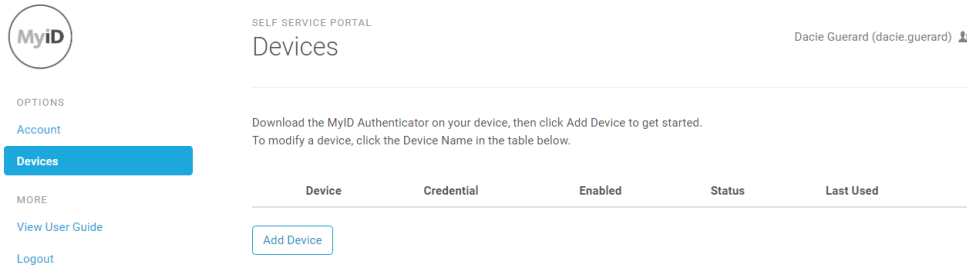 MyiD
SELF SERVICE PORTAL
Devices
Dacie Guerard (dacie.guerard)
OPTIONS
Account
Devices
MORE
View User Guide
Logout
Download the MyID Authenticator on your device, then click Add Device to get started.
To modify a device, click the Device Name in the table below.
Device Credential Enabled Status Last Used
Add Device